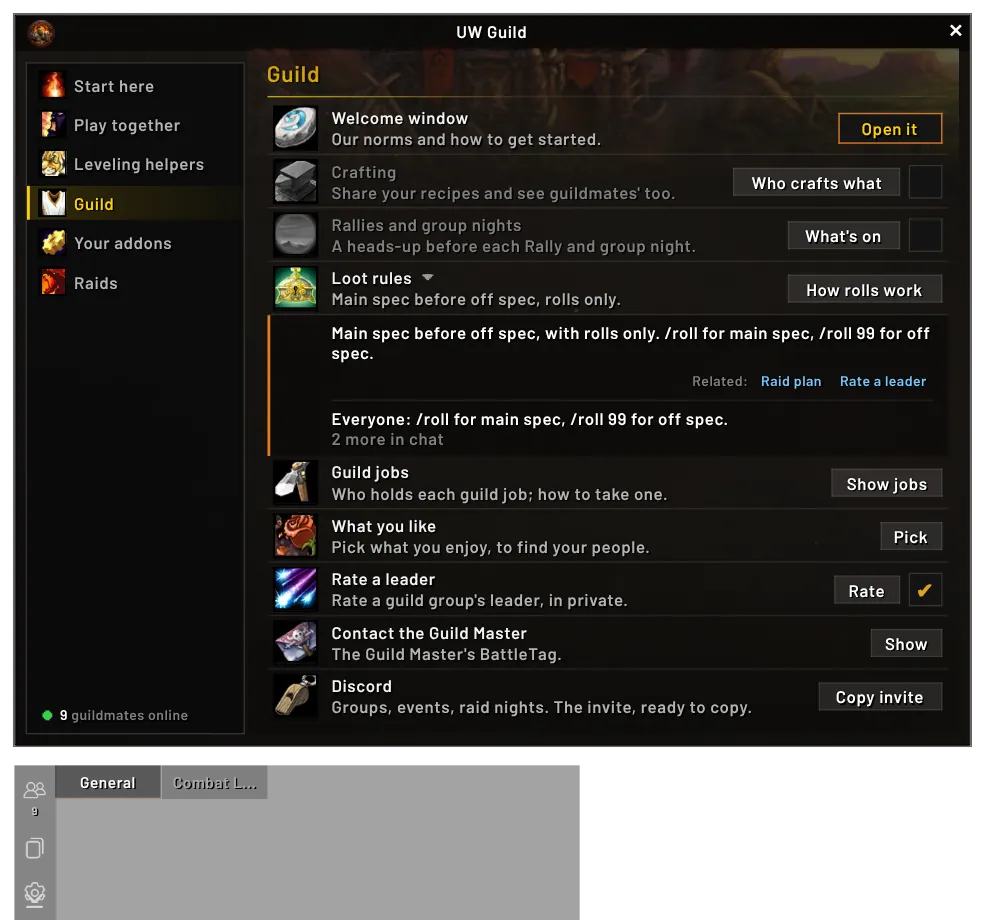 UW Guild
Start here
Play together
Leveling helpers
Guild
Your addons
Raids
9 guildmates online
Guild
Welcome window
Our norms and how to get started.
Open it
Crafting
Share your recipes and see guildmates' too.
Who crafts what
Rallies and group nights
A heads-up before each Rally and group night.
What's on
Loot rules
Main spec before off spec, rolls only.
How rolls work
Main spec before off spec, with rolls only. /roll for main spec, /roll 99 for off
spec.
Related: Raid plan Rate a leader
Everyone: /roll for main spec, /roll 99 for off spec.
2 more in chat
Guild jobs
Who holds each guild job; how to take one.
Show jobs
What you like
Pick what you enjoy, to find your people.
Pick
Rate a leader
Rate a guild group's leader, in private.
Rate
Contact the Guild Master
The Guild Master's BattleTag.
Show
Discord
Groups, events, raid nights. The invite, ready to copy.
Copy invite
General
Combat L...
9